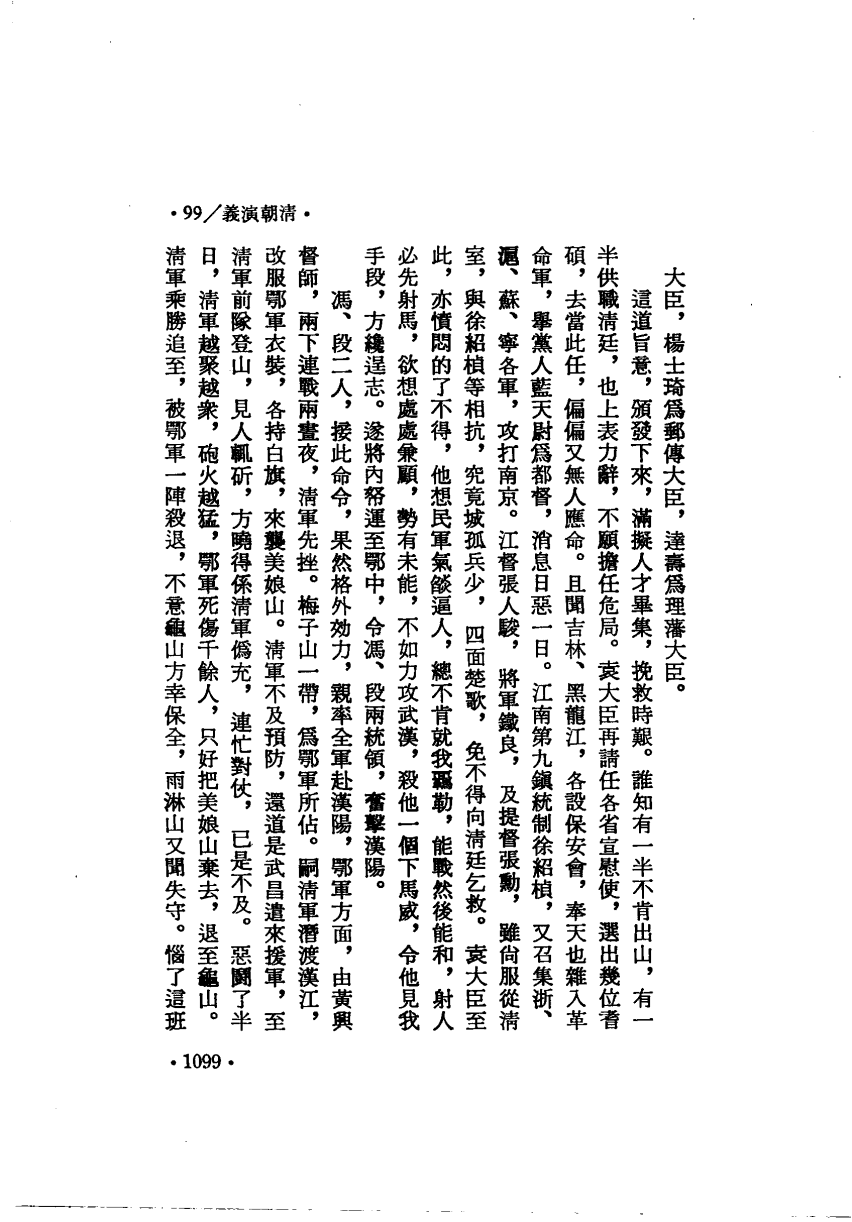 •99／義演朝淸•
大臣，楊士琦爲郵傳大臣，達壽爲理藩大臣。
這道旨意，頒發下來，滿擬人才畢集，挽救時艱。誰知有一半不肯出山，有一
半供職淸廷，也上表力辭，不願擔任危局。袁大臣再請任各省宣慰使，選出幾位耆
碩，去當此任，偏偏又無人應命。且聞吉林、黑龍江，各設保安會，奉天也雜入革
命軍，舉黨人藍天尉爲都督，消息日惡一日。江南第九鎭統制徐紹楨，又召集浙、
滬、蘇、寧各軍，攻打南京。江督張人駿，將軍鐵良，及提督張勳，雖尙服從淸
室，與徐紹楨等相抗，究竟城孤兵少，四面楚歌，免不得向淸廷乞救。袁大臣至
此，亦憤悶的了不得，他想民軍氣燄逼人，總不肯就我羈勒，能戰然後能和，射人
必先射馬，欲想處處兼顧，勢有未能，不如力攻武漢，殺他一個下馬威，令他見我
手段，方纔逞志。遂將內帑運至鄂中，令馮、段兩統領，奮擊漢陽。
馮、段二人，接此命令，果然格外効力，親率全軍赴漢陽，鄂軍方面，由黃興
督師，兩下連戰兩晝夜，淸軍先挫。梅子山一帶，爲鄂軍所佔。嗣淸軍潛渡漢江，
改服鄂軍衣裝，各持白旗，來襲美娘山。淸軍不及預防，還道是武昌遣來援軍，至
淸軍前隊登山，見人輒斫，方曉得係淸軍僞充，連忙對仗，已是不及。惡鬭了半
日，淸軍越聚越衆，砲火越猛，鄂軍死傷千餘人，只好把美娘山棄去，退至龜山。
淸軍乘勝追至，被鄂軍一陣殺退，不意龜山方幸保全，雨淋山又聞失守。惱了這班
•1099•